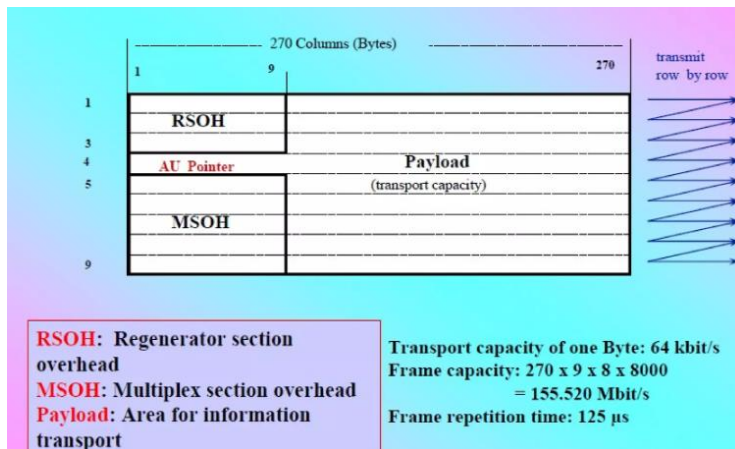 270 Columns (Bytes)
1 9 270
transmit
row by row
1
RSOH
3
4 AU Pointer Payload
5 (transport capacity)
MSOH
9
RSOH: Regenerator section
overhead
MSOH: Multiplex section overhead
Payload: Area for information
transport
Transport capacity of one Byte: 64 kbit/s
Frame capacity: 270 x 9 x 8 x 8000
= 155.520 Mbit/s
Frame repetition time: 125 μs